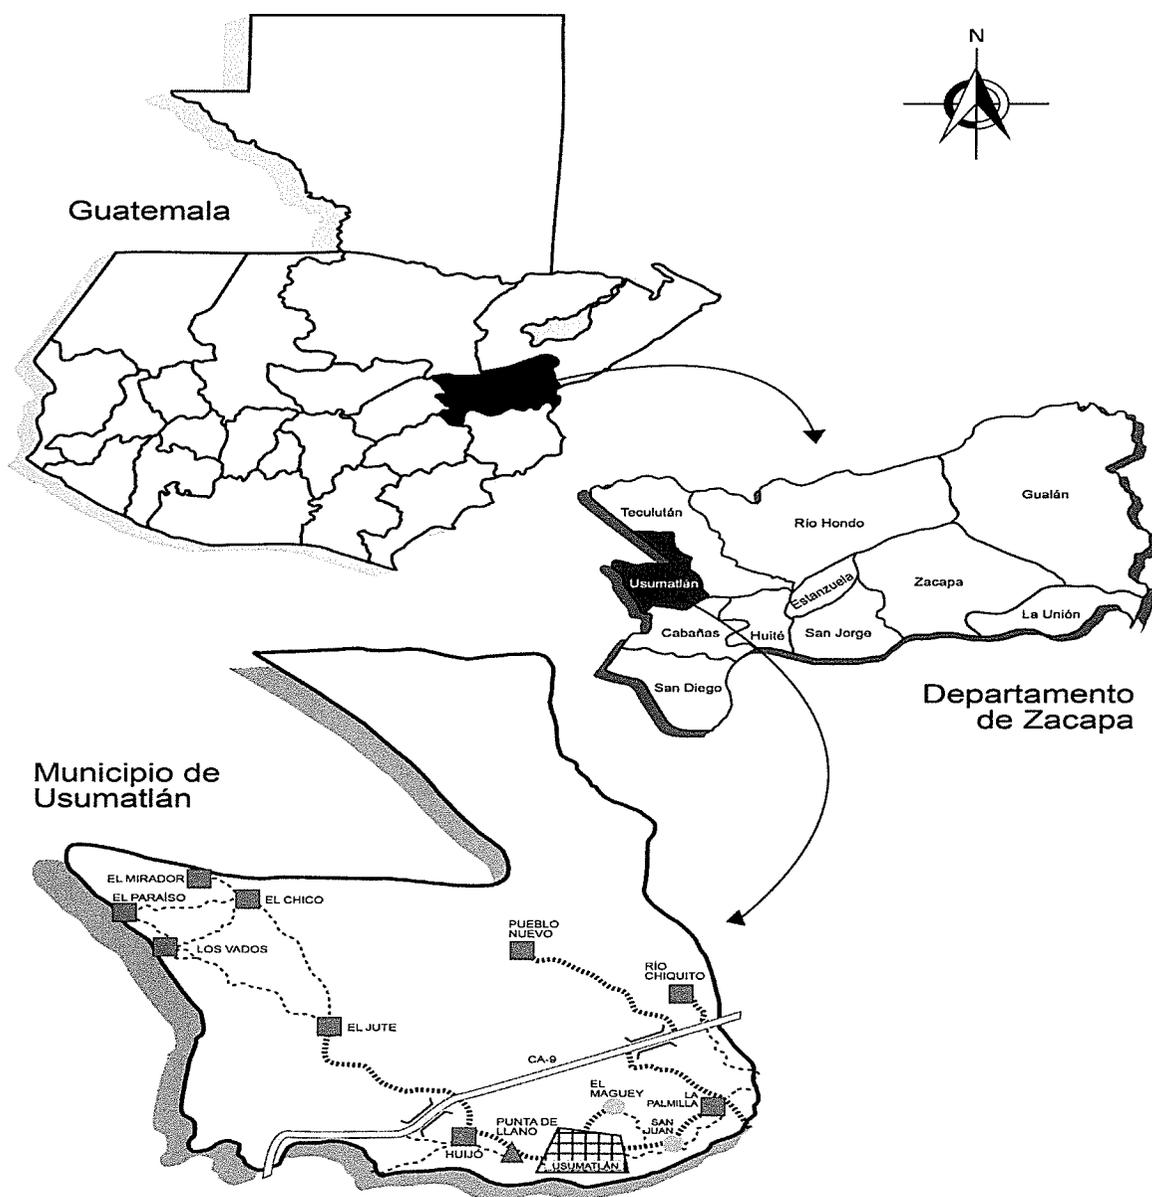 N
Guatemala
Gualán
Teculután
Río Hondo
Usumatlán
Estanzuela
Zacapa
La Unión
Cabañas
Huité
San Jorge
San Diego
Departamento
de Zacapa
Municipio de
Usumatlán
EL MIRADOR
EL PARAÍSO
EL CHICO
LOS VADOS
PUEBLO
NUEVO
RÍO
CHIQUITO
EL JUTE
CA-9
EL
MAGUEY
LA
PALMILLA
PUNTA DE
LLANO
SAN
JUAN
HUIJÓ
USUMATLÁN